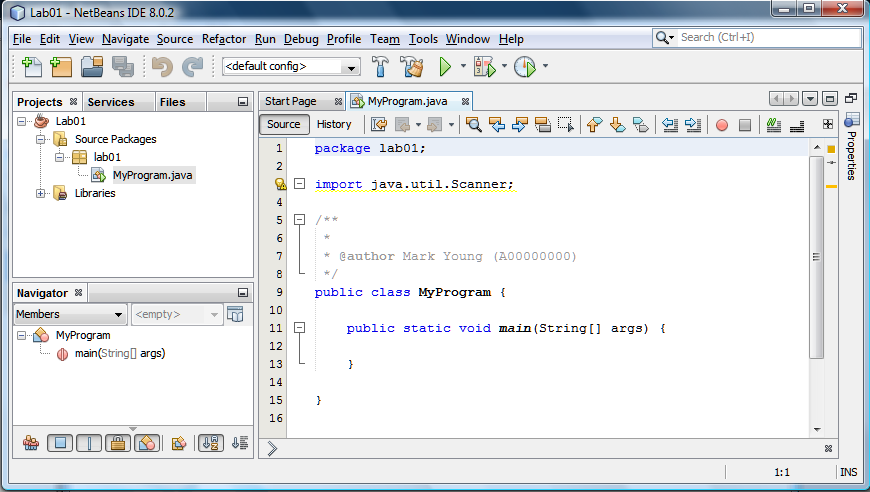 Lab01 - NetBeans IDE 8.0.2
File Edit View Navigate Source Refactor Run Debug Profile Team Tools Window Help
Search (Ctrl+I)
<default config>
Projects Services Files
Lab01
Source Packages
lab01
MyProgram.java
Libraries
Navigator
Members <empty>
MyProgram
main(String[] args)
Start Page MyProgram.java
Source History
1 package lab01;
2
import java.util.Scanner;
4
5 /**
6 *
7 * @author Mark Young (A00000000)
8 */
9 public class MyProgram {
10
11 public static void main(String[] args) {
12
13 }
14
15 }
16
Properties
1:1 INS